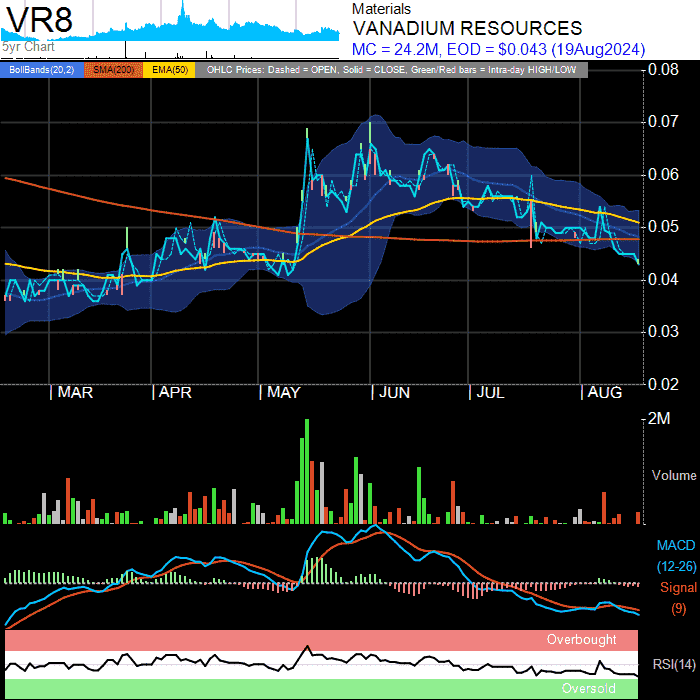 VR8
Materials
VANADIUM RESOURCES
MC = 24.2M, EOD = $0.043 (19Aug2024)
5yr Chart
BollBands(20,2) SMA(200) EMA(50) OHLC Prices: Dashed = OPEN, Solid = CLOSE, Green/Red bars = Intra-day HIGH/LOW
0.08
0.07
0.06
0.05
0.04
0.03
0.02
MAR APR MAY JUN JUL AUG
2M
Volume
MACD
(12-26)
Signal
(9)
Overbought
RSI(14)
Oversold